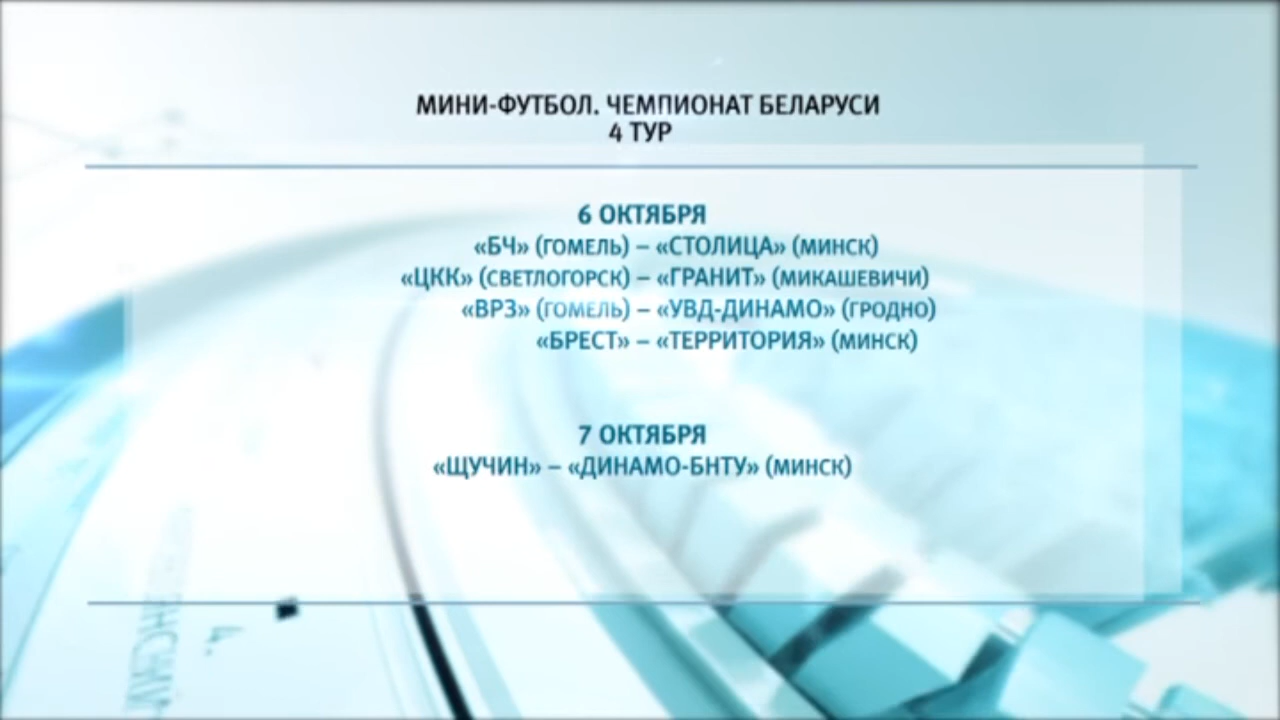 МИНИ-ФУТБОЛ. ЧЕМПИОНАТ БЕЛАРУСИ
4 ТУР
6 ОКТЯБРЯ
«БЧ» (ГОМЕЛЬ) – «СТОЛИЦА» (МИНСК)
«ЦКК» (СВЕТЛОГОРСК) – «ГРАНИТ» (МИКАШЕВИЧИ)
«ВРЗ» (ГОМЕЛЬ) – «УВД-ДИНАМО» (ГРОДНО)
«БРЕСТ» – «ТЕРРИТОРИЯ» (МИНСК)
7 ОКТЯБРЯ
«ЩУЧИН» – «ДИНАМО-БНТУ» (МИНСК)